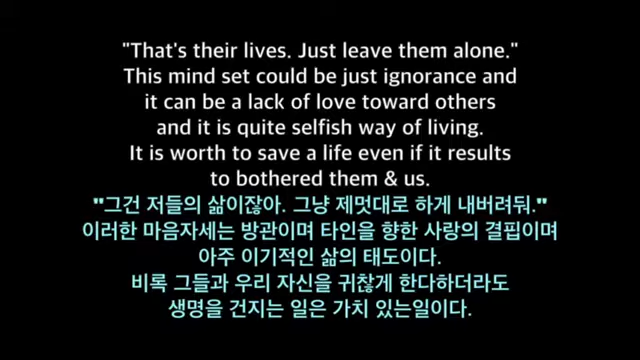 "That's their lives. Just leave them alone."
This mind set could be just ignorance and
it can be a lack of love toward others
and it is quite selfish way of living.
It is worth to save a life even if it results
to bothered them & us.
"그건 저들의 삶이잖아. 그냥 제멋대로 하게 내버려둬."
이러한 마음자세는 방관이며 타인을 향한 사랑의 결핍이며
아주 이기적인 삶의 태도이다.
비록 그들과 우리 자신을 귀찮게 한다하더라도
생명을 건지는 일은 가치 있는일이다.